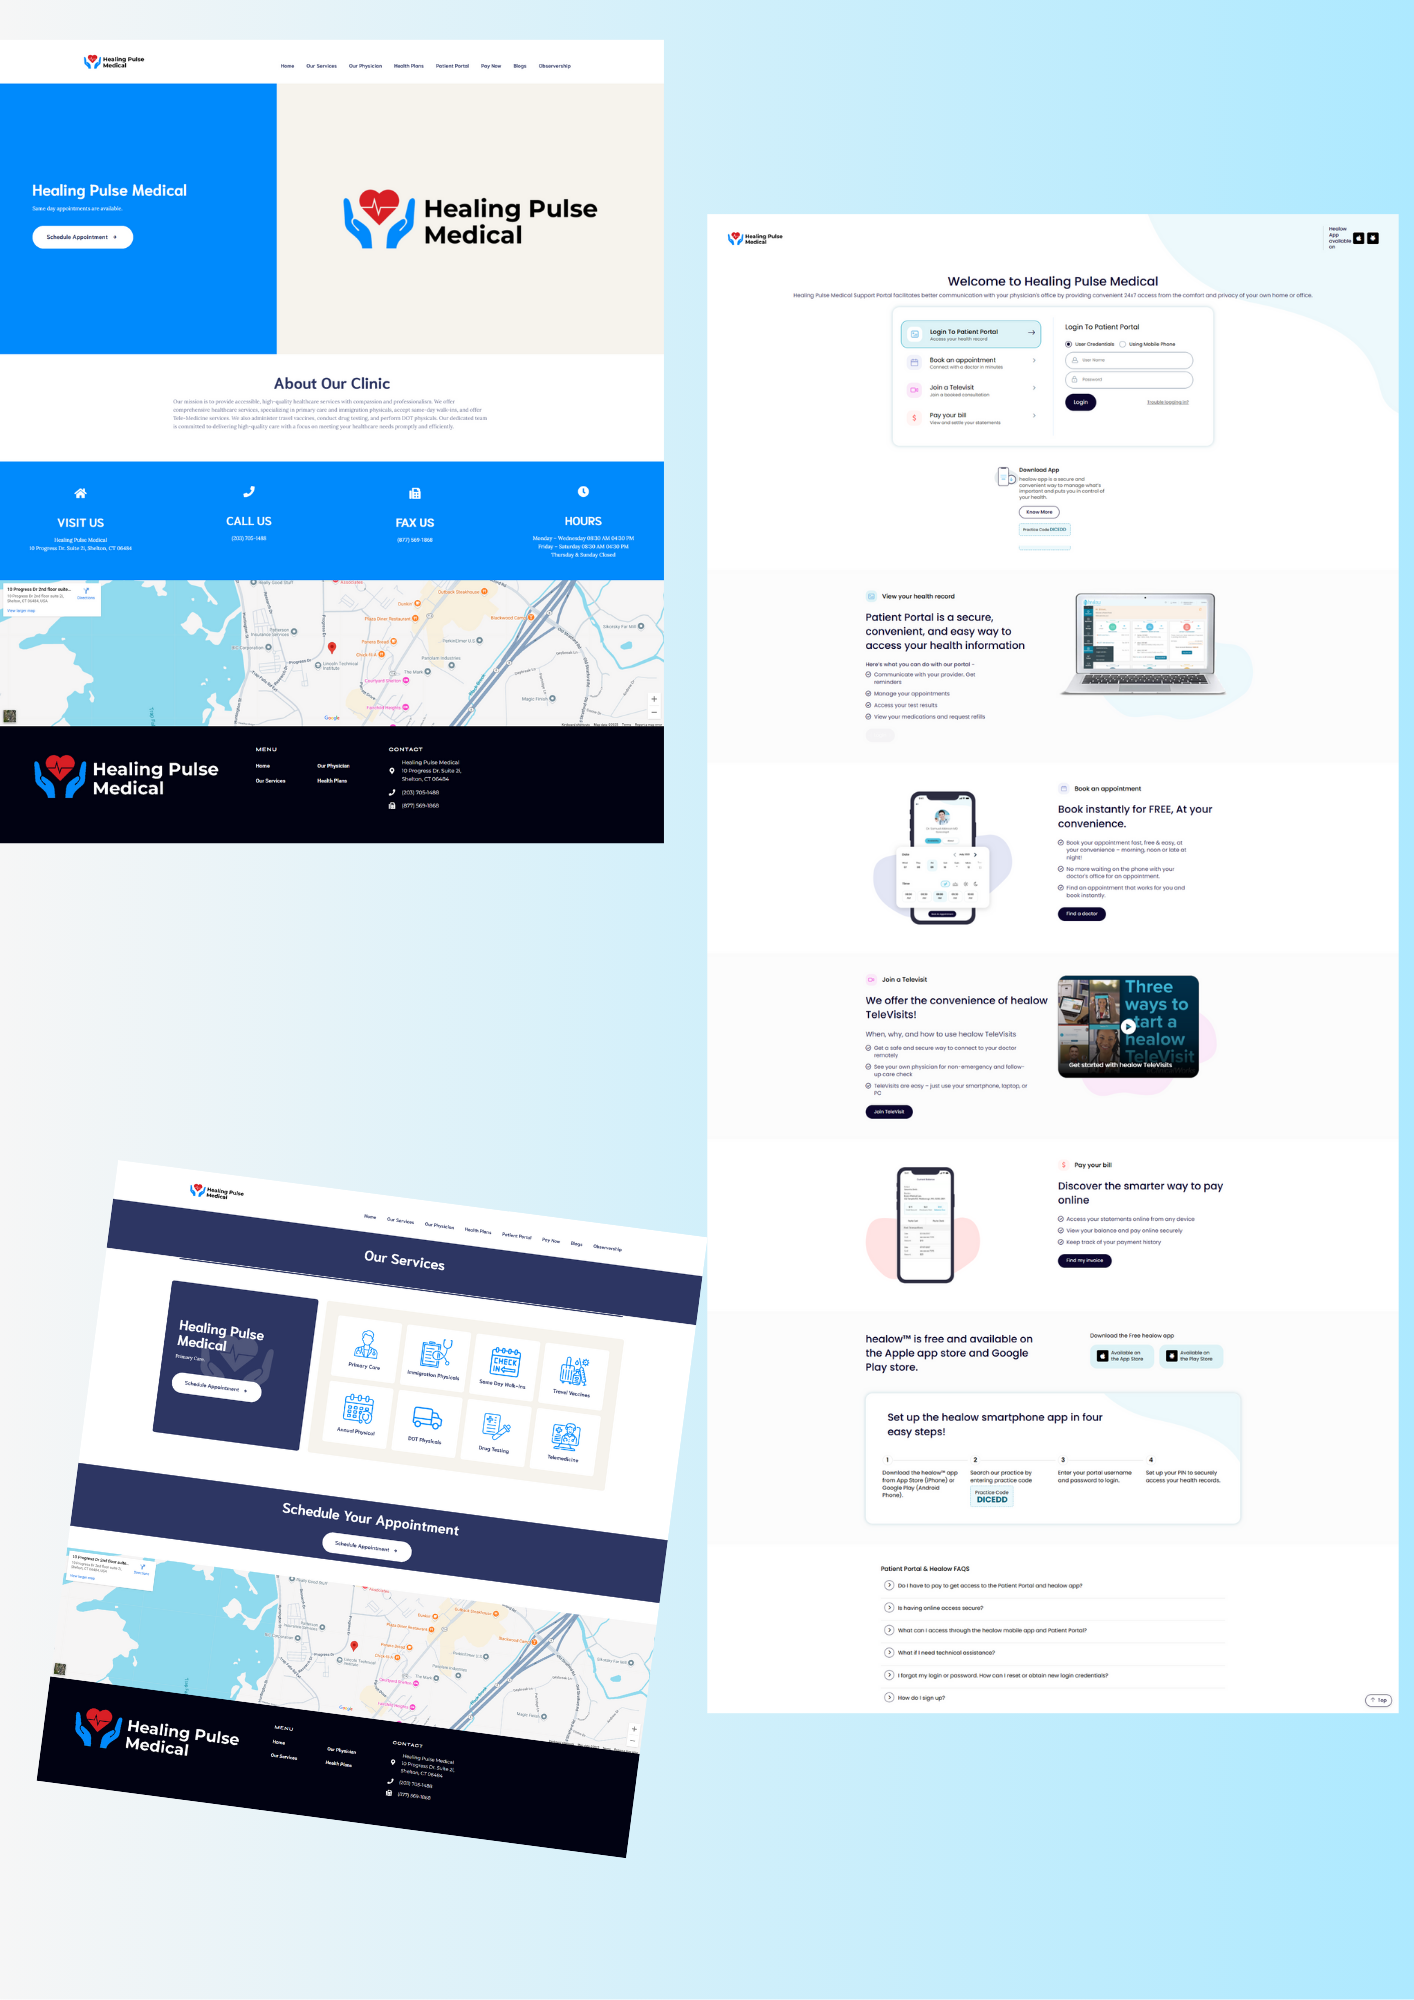 Healing Pulse
Medical
Home Our Services Our Physician Health Plans Patient Portal Pay Now Blogs Observership
Healing Pulse Medical
Same day appointments are available.
Schedule Appointment
Healing Pulse
Medical
About Our Clinic
Our mission is to provide accessible, high-quality healthcare services with compassion and professionalism. We offer
comprehensive healthcare services, specializing in primary care and immigration physicals, accept same-day walk-ins, and offer
Tele-Medicine services. We also administer travel vaccines, conduct drug testing, and perform DOT physicals. Our dedicated team
is committed to delivering high-quality care with a focus on meeting your healthcare needs promptly and efficiently.
VISIT US
Healing Pulse Medical
10 Progress Dr. Suite 2i, Shelton, CT 06484
CALL US
(203) 705-1488
FAX US
(877) 569-1868
HOURS
Monday – Wednesday 08:30 AM 04:30 PM
Friday – Saturday 08:30 AM 04:30 PM
Thursday & Sunday Closed
10 Progress Dr 2nd floor suite...
View larger map
Google
Healing Pulse
Medical
MENU
Home
Our Physician
Our Services
Health Plans
CONTACT
Healing Pulse Medical
10 Progress Dr. Suite 2i,
Shelton, CT 06484
(203) 705-1488
(877) 569-1868
Healing Pulse
Medical
Healow
App
available
on
Welcome to Healing Pulse Medical
Healing Pulse Medical Support Portal facilitates better communication with your physician's office by providing convenient 24x7 access from the comfort and privacy of your own home or office.
Login To Patient Portal
Access your health record
Book an appointment
Connect with a doctor in minutes
Join a Televisit
Join a booked consultation
Pay your bill
View and settle your statements
Login To Patient Portal
User Credentials Using Mobile Phone
User Name
Password
Login
Trouble logging in?
Download App
healow app is a secure and
convenient way to manage what's
important and puts you in control of
your health.
Know More
Practice Code DICEDD
View your health record
Patient Portal is a secure,
convenient, and easy way to
access your health information
Here's what you can do with our portal -
Communicate with your provider. Get
reminders
Manage your appointments
Access your test results
View your medications and request refills
Book an appointment
Book instantly for FREE, At your
convenience.
Book your appointment fast, free & easy, at
your convenience – morning, noon or late at
night!
No more waiting on the phone with your
doctor's office for an appointment.
Find an appointment that works for you and
book instantly.
Find a doctor
Join a Televisit
We offer the convenience of healow
TeleVisits!
When, why, and how to use healow TeleVisits
Get a safe and secure way to connect to your doctor
remotely
See your own physician for non-emergency and follow-
up care check
TeleVisits are easy – just use your smartphone, laptop, or
PC
Join TeleVisit
Three
ways to
start a
healow
TeleVisit
Get started with healow TeleVisits
Pay your bill
Discover the smarter way to pay
online
Access your statements online from any device
View your balance and pay online securely
Keep track of your payment history
Find my invoice
healow™ is free and available on
the Apple app store and Google
Play store.
Download the Free healow app
Available on
the App Store
Available on
the Play Store
Set up the healow smartphone app in four
easy steps!
1
Download the healow™ app
from App Store (iPhone) or
Google Play (Android
Phone).
2
Search our practice by
entering practice code
Practice Code
DICEDD
3
Enter your portal username
and password to login.
4
Set up your PIN to securely
access your health records.
Patient Portal & Healow FAQS
Do I have to pay to get access to the Patient Portal and healow app?
Is having online access secure?
What can I access through the healow mobile app and Patient Portal?
What if I need technical assistance?
I forgot my login or password. How can I reset or obtain new login credentials?
How do I sign up?
Top
Healing Pulse
Medical
Home Our Services Our Physician Health Plans Patient Portal Pay Now Blogs Observership
Our Services
Healing Pulse
Medical
Primary Care
Schedule Appointment
Primary Care
Immigration Physicals
CHECK
IN
Same Day Walk-ins
Travel Vaccines
Annual Physical
DOT Physicals
Drug Testing
Telemedicine
Schedule Your Appointment
Schedule Appointment
10 Progress Dr 2nd floor suite...
View larger map
Google
Healing Pulse
Medical
MENU
Home
Our Physician
Our Services
Health Plans
CONTACT
Healing Pulse Medical
10 Progress Dr. Suite 2i,
Shelton, CT 06484
(203) 705-1488
(877) 569-1868